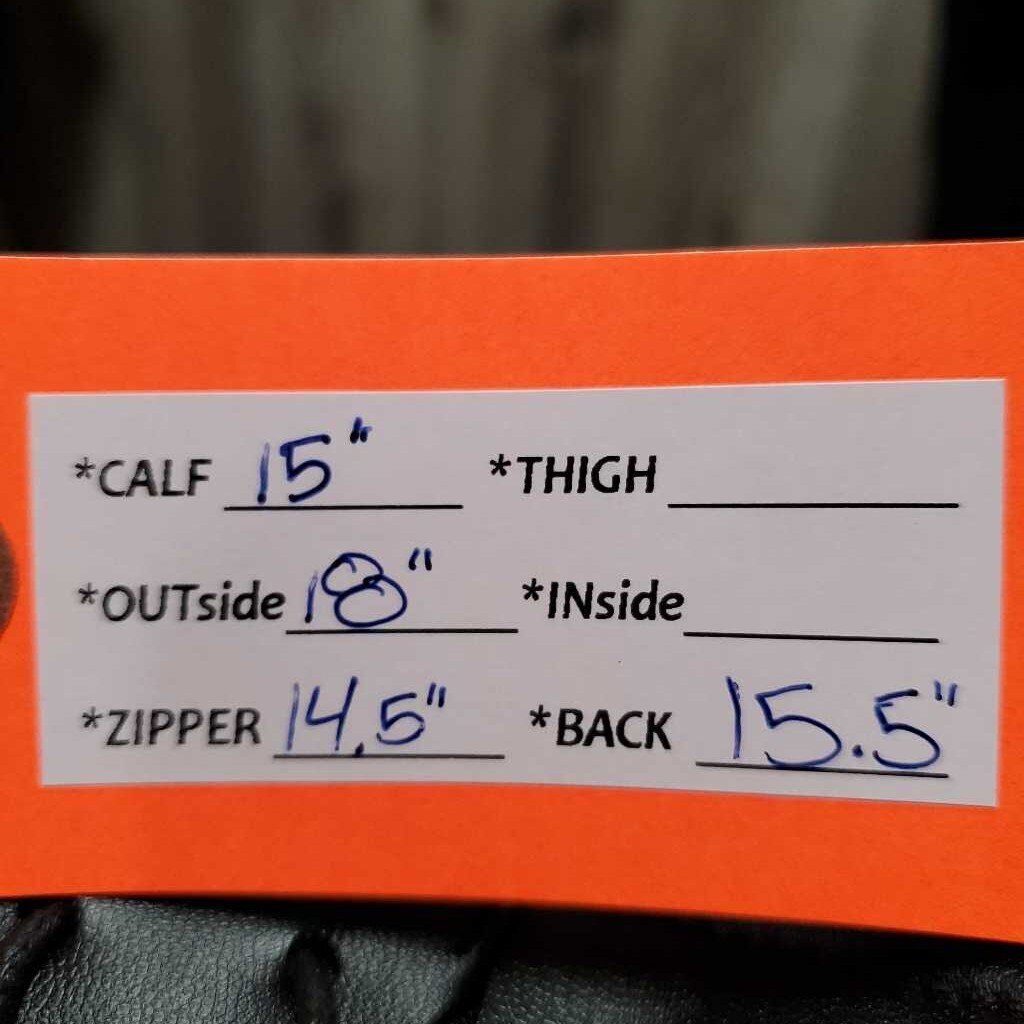 *CALF 15" *THIGH
*OUTside 18" *INside
*ZIPPER 14.5" *BACK 15.5"